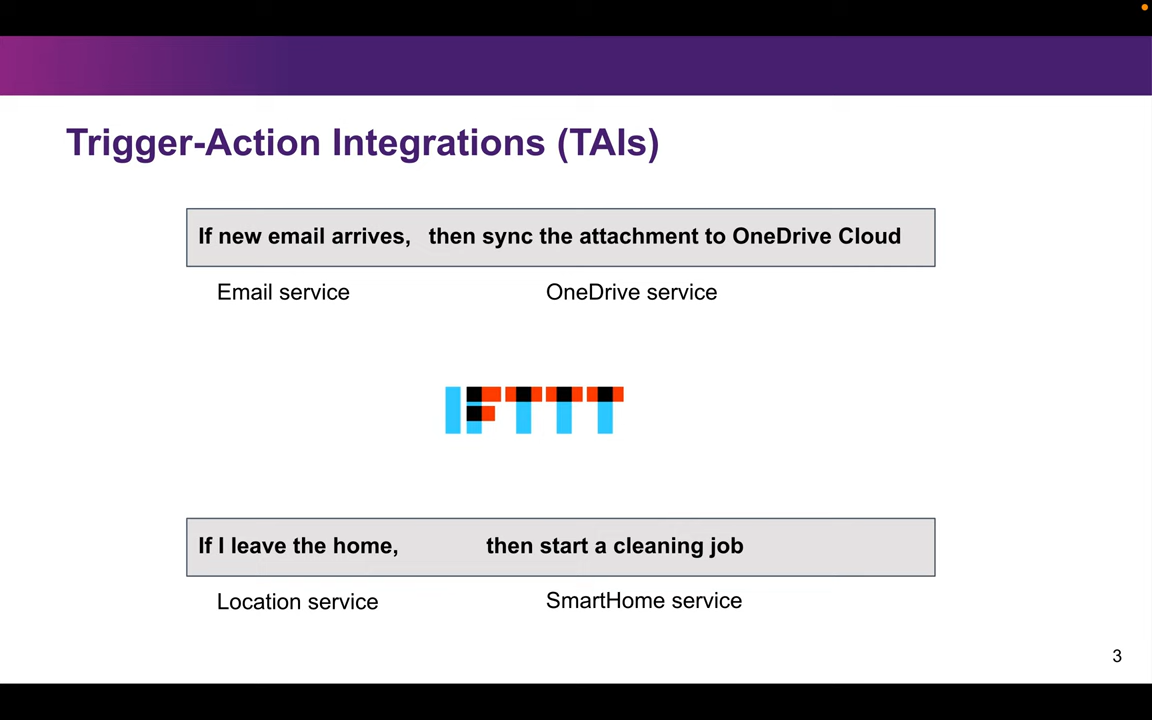 Trigger-Action Integrations (TAIs)
If new email arrives, then sync the attachment to OneDrive Cloud
Email service OneDrive service
IFTTT
If I leave the home, then start a cleaning job
Location service SmartHome service
3